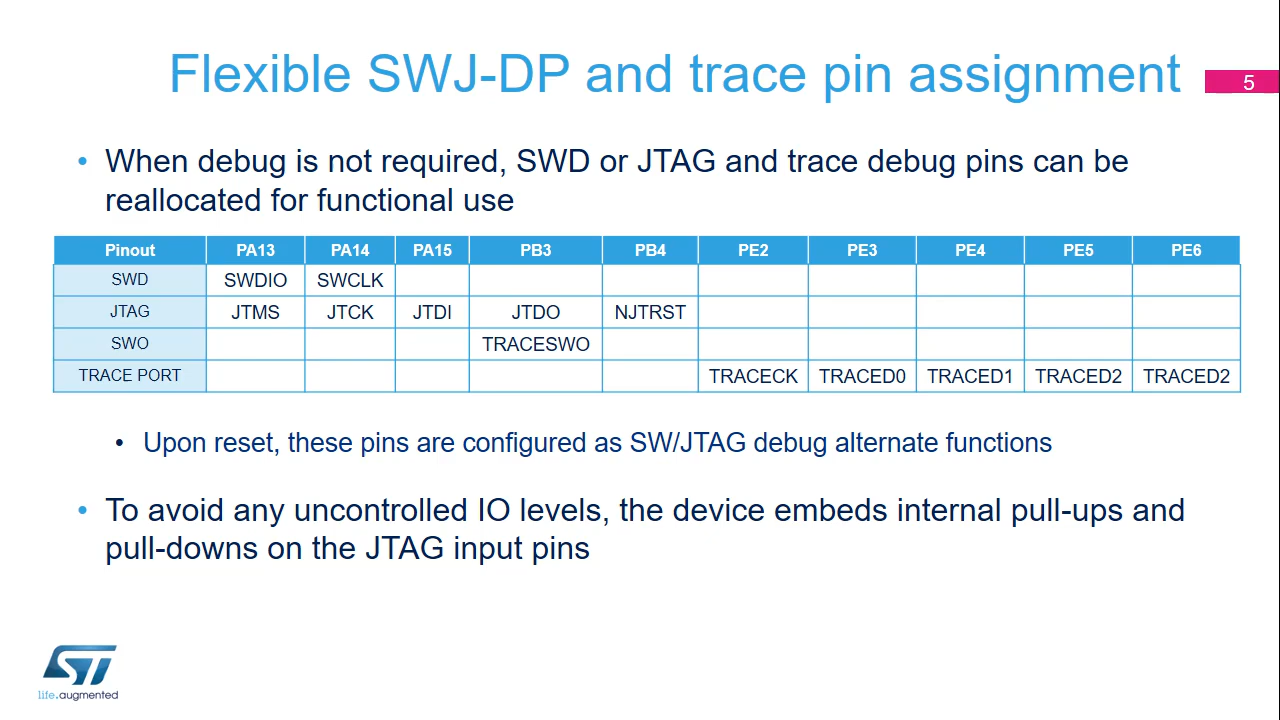 Flexible SWJ-DP and trace pin assignment
5
• When debug is not required, SWD or JTAG and trace debug pins can be
reallocated for functional use
Pinout PA13 PA14 PA15 PB3 PB4 PE2 PE3 PE4 PE5 PE6
SWD SWDIO SWCLK
JTAG JTMS JTCK JTDI JTDO NJTRST
SWO TRACESWO
TRACE PORT TRACECK TRACED0 TRACED1 TRACED2 TRACED2
• Upon reset, these pins are configured as SW/JTAG debug alternate functions
• To avoid any uncontrolled IO levels, the device embeds internal pull-ups and
pull-downs on the JTAG input pins
ST
life.augmented